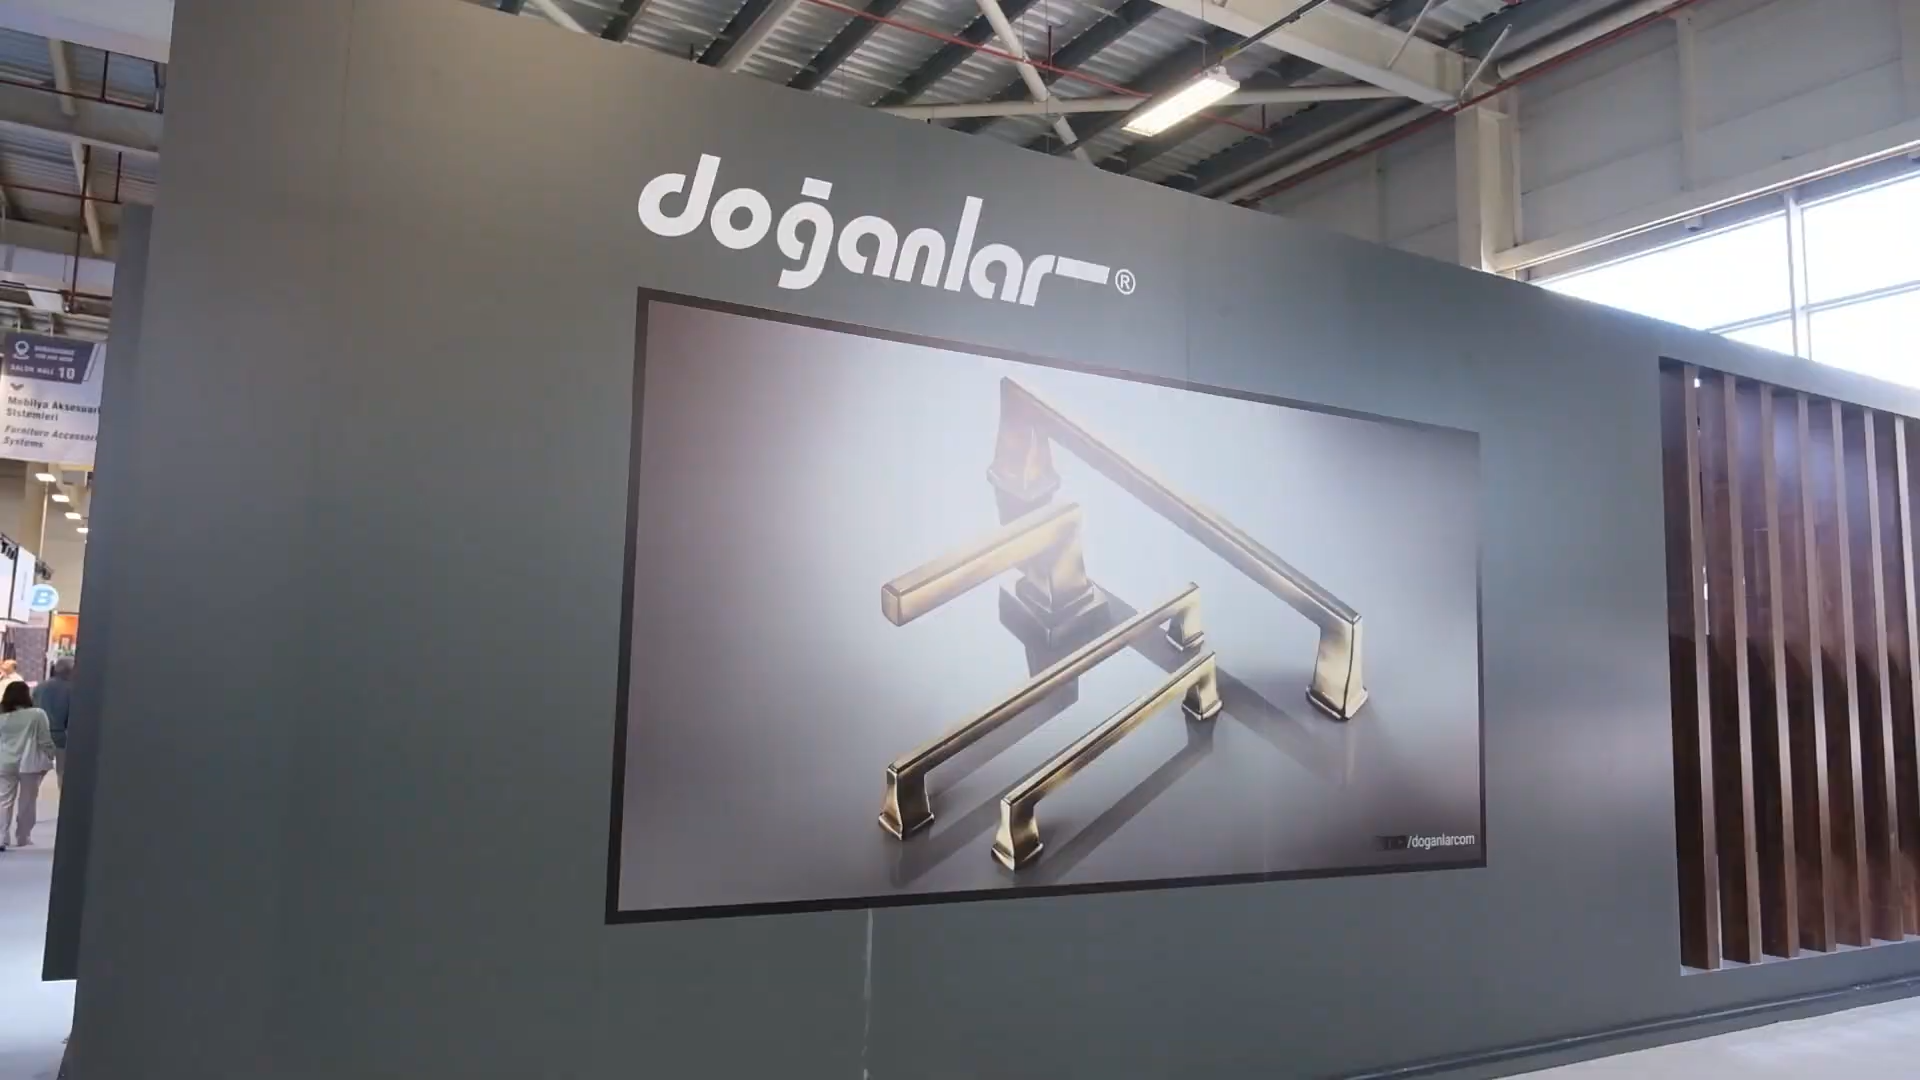 doğanlar®
/doganlarcom
SALON HALL 10
Mobilya Aksesuar
Sistemleri
Furniture Accessori
Systems
B